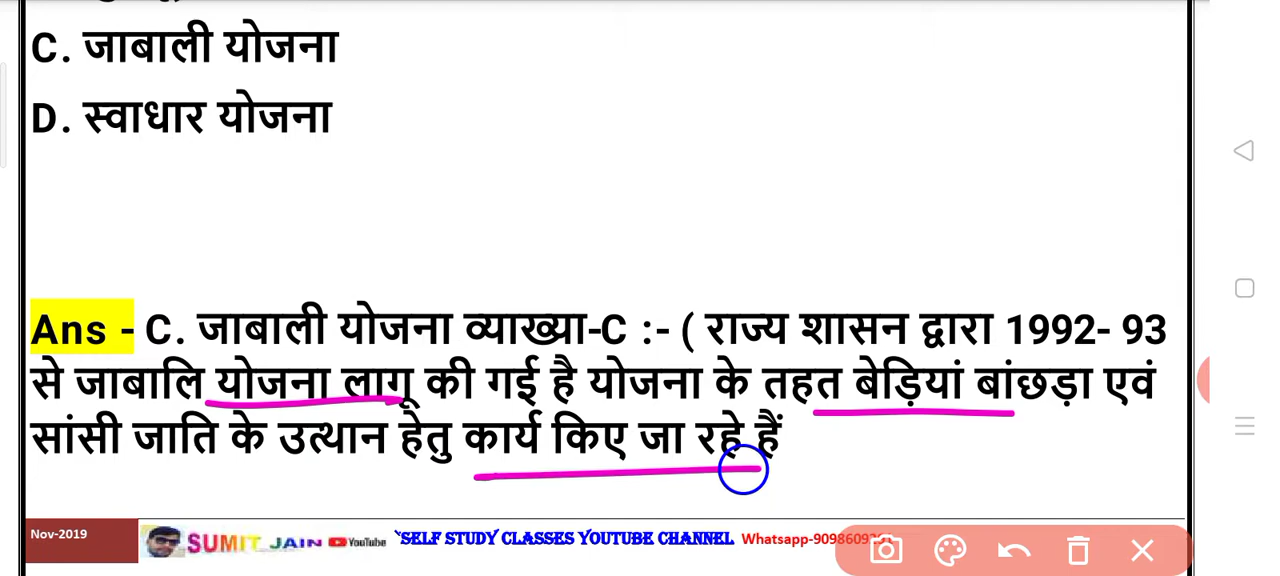 C. जाबाली योजना
D. स्वाधार योजना
Ans - C. जाबाली योजना व्याख्या-C :- ( राज्य शासन द्वारा 1992- 93
से जाबालि योजना लागू की गई है योजना के तहत बेड़ियां बांछड़ा एवं
सांसी जाति के उत्थान हेतु कार्य किए जा रहे हैं
Nov-2019
SUMIT JAIN YouTube
`SELF STUDY CLASSES YOUTUBE CHANNEL Whatsapp-